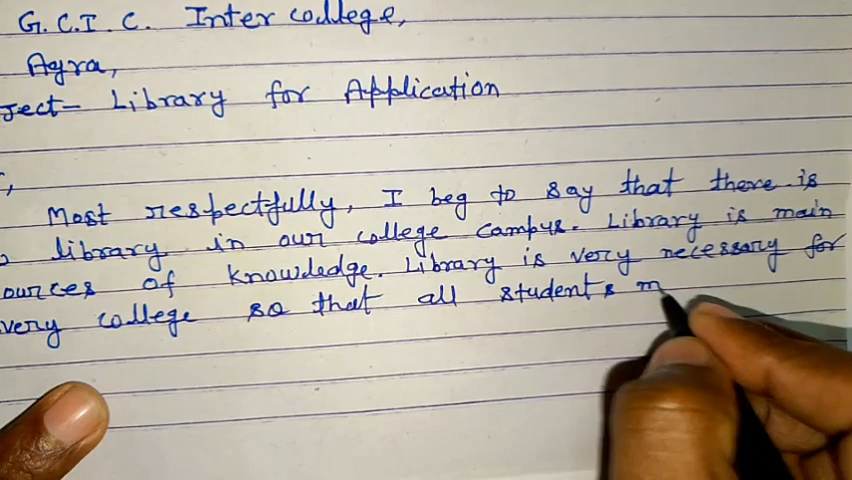 G.C.I.C. Inter college,
Agra,
ject- Library for Application
,
Most respectfully, I beg to say that there is
o library in our college campus. Library is main
ources of knowledge. Library is very necessary for
very college so that all students m